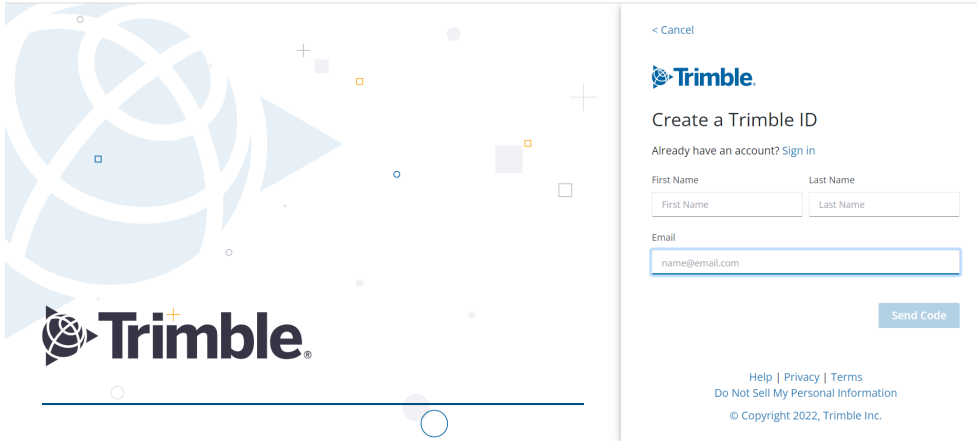 Trimble.
< Cancel
Trimble.
Create a Trimble ID
Already have an account? Sign in
First Name Last Name
First Name Last Name
Email
name@email.com
Send Code
Help | Privacy | Terms
Do Not Sell My Personal Information
© Copyright 2022, Trimble Inc.